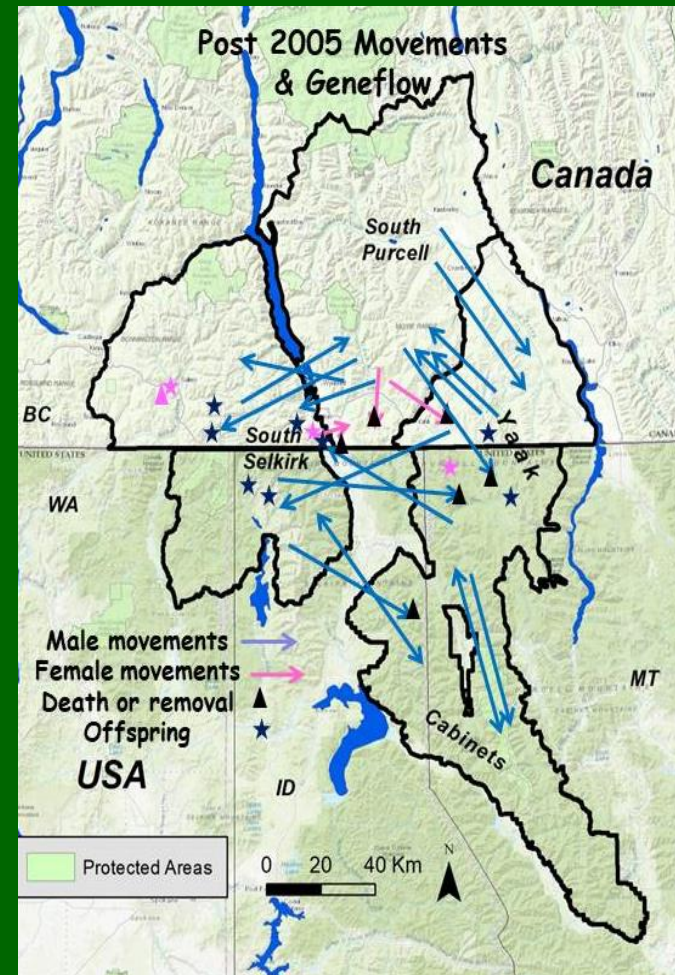 Post 2005 Movements
& Geneflow
Canada
South
Purcell
BC
South
Selkirk
Yaak
UNITED STATES
UNITED STATES
WA
Male movements
Female movements
Death or removal
Offspring
MT
Cabinets
USA
ID
Protected Areas
0 20 40 Km
N